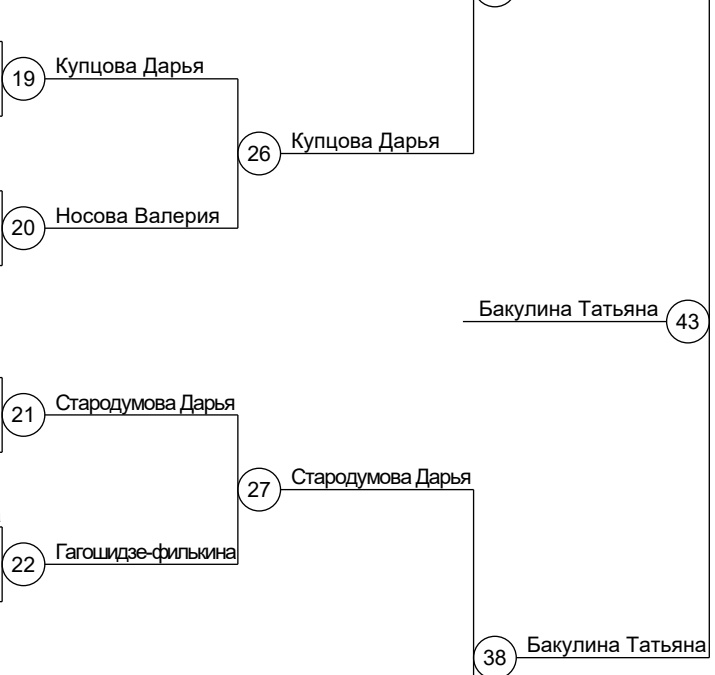 19
Купцова Дарья
26
Купцова Дарья
20
Носова Валерия
Бакулина Татьяна
43
21
Стародумова Дарья
27
Стародумова Дарья
22
Гагошидзе-филькина
38
Бакулина Татьяна